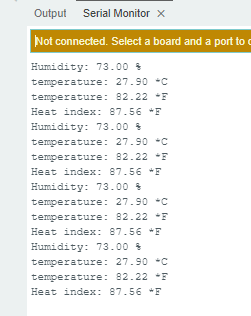 Output Serial Monitor ×
Not connected. Select a board and a port to
Humidity: 73.00 %
temperature: 27.90 *C
temperature: 82.22 *F
Heat index: 87.56 *F
Humidity: 73.00 %
temperature: 27.90 *C
temperature: 82.22 *F
Heat index: 87.56 *F
Humidity: 73.00 %
temperature: 27.90 *C
temperature: 82.22 *F
Heat index: 87.56 *F
Humidity: 73.00 %
temperature: 27.90 *C
temperature: 82.22 *F
Heat index: 87.56 *F